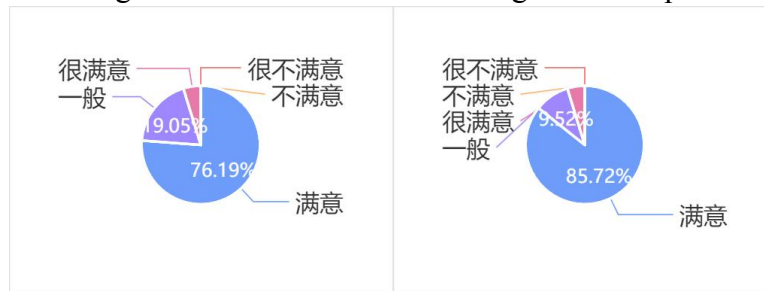 很满意
很不满意
一般
不满意
19.05%
76.19%
满意
很不满意
不满意
很满意
一般
9.52%
85.72%
满意